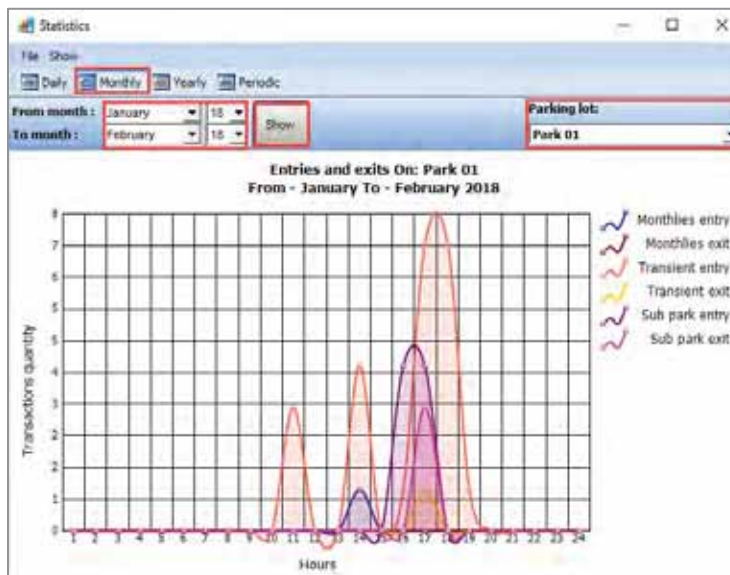 Statistics
File Show
Daily Monthly Yearly Periodic
From month : January 18 Show Parking lot:
To month : February 18 Park 01
Entries and exits On: Park 01
From - January To - February 2018
8
7
6
6
5
4
3
2
2
1
0
Transactions quantity
1 2 3 4 5 6 7 8 9 10 11 12 13 14 15 16 17 18 19 20 21 22 23 24
Hours
Monthlies entry
Monthlies exit
Transient entry
Transient exit
Sub park entry
Sub park exit